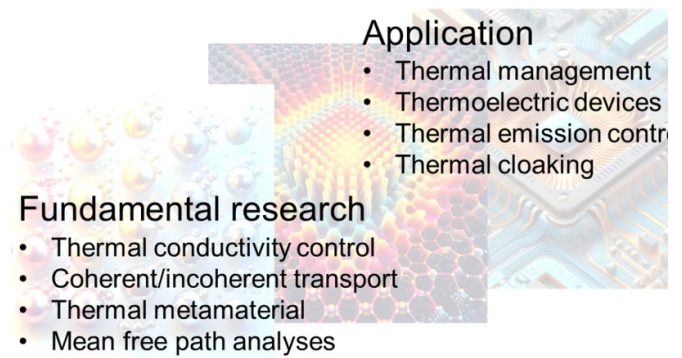 Application
• Thermal management
• Thermoelectric devices
• Thermal emission contr
• Thermal cloaking
Fundamental research
• Thermal conductivity control
• Coherent/incoherent transport
• Thermal metamaterial
• Mean free path analyses